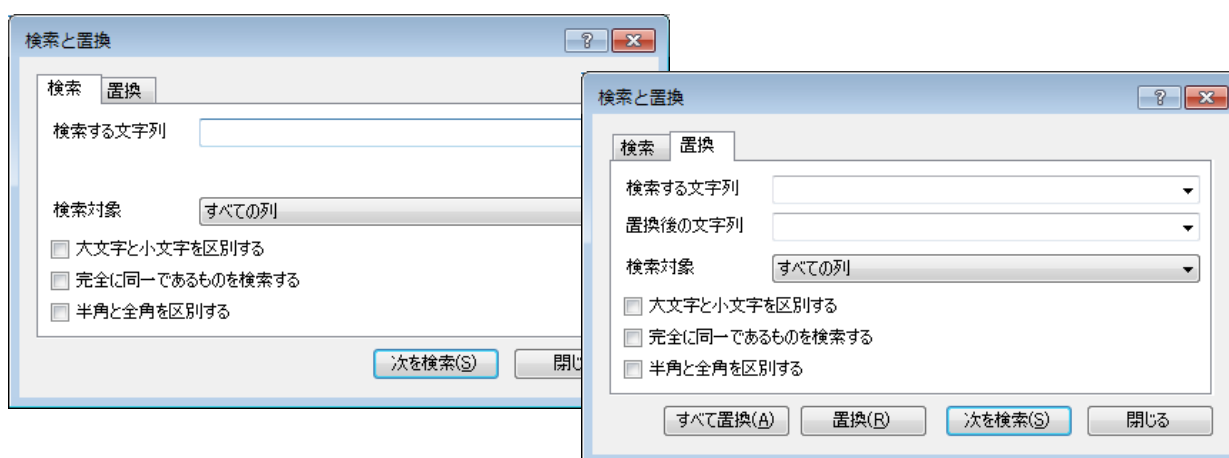 検索と置換
検索 置換
検索する文字列
検索対象 すべての列
大文字と小文字を区別する
完全に同一であるものを検索する
半角と全角を区別する
次を検索(S) 閉じ
検索と置換
検索 置換
検索する文字列
置換後の文字列
検索対象 すべての列
大文字と小文字を区別する
完全に同一であるものを検索する
半角と全角を区別する
すべて置換(A) 置換(R) 次を検索(S) 閉じる